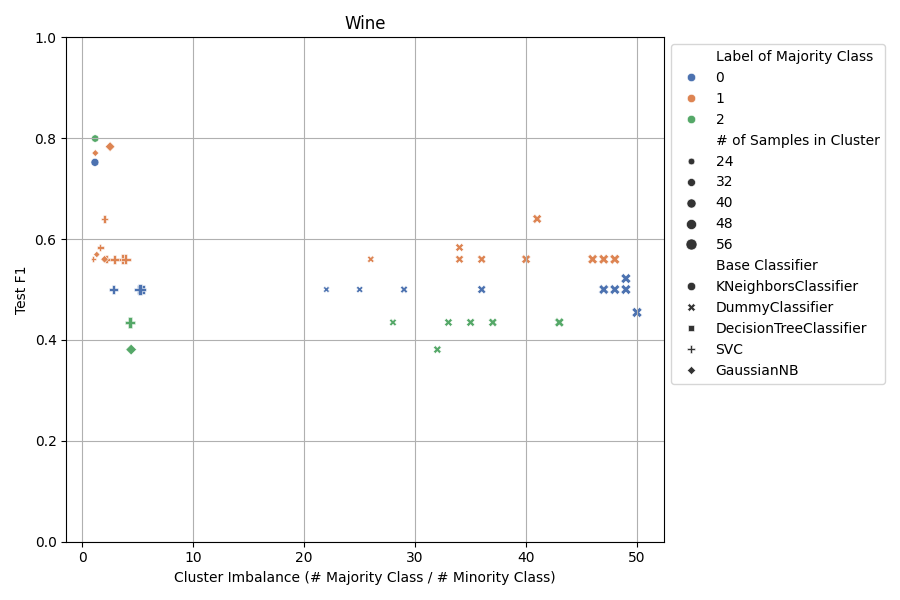 Wine
1.0
0.8
0.6
0.4
0.2
0.0
Test F1
0
10
20
30
40
50
Cluster Imbalance (# Majority Class / # Minority Class)
Label of Majority Class
0
1
2
# of Samples in Cluster
24
32
40
48
56
Base Classifier
KNeighborsClassifier
DummyClassifier
DecisionTreeClassifier
SVC
GaussianNB